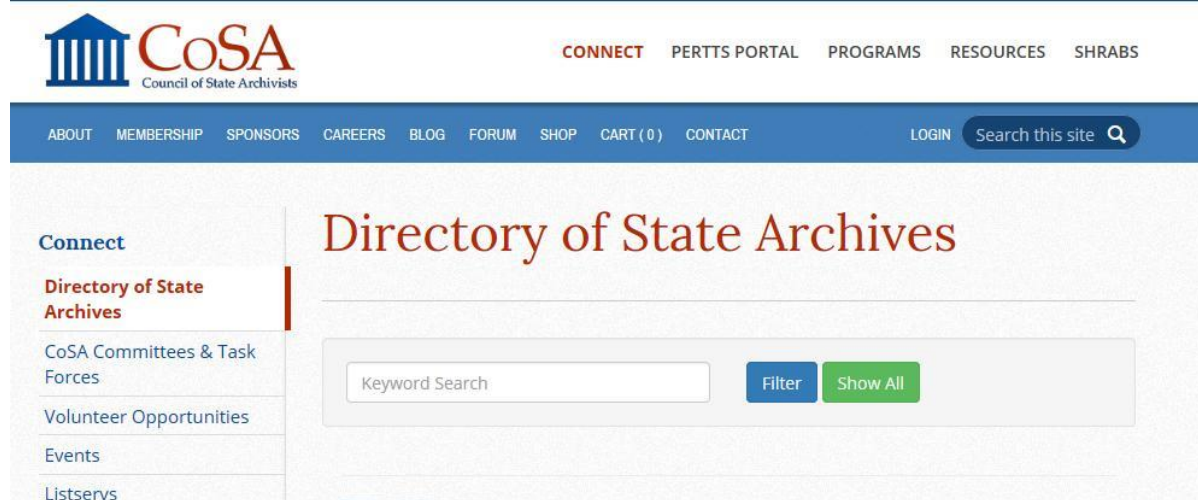 CoSA
Council of State Archivists
CONNECT PERTTS PORTAL PROGRAMS RESOURCES SHRABS
ABOUT MEMBERSHIP SPONSORS CAREERS BLOG FORUM SHOP CART ( 0 ) CONTACT LOGIN Search this site
Connect
Directory of State
Archives
CoSA Committees & Task
Forces
Volunteer Opportunities
Events
Listservs
Directory of State Archives
Keyword Search Filter Show All